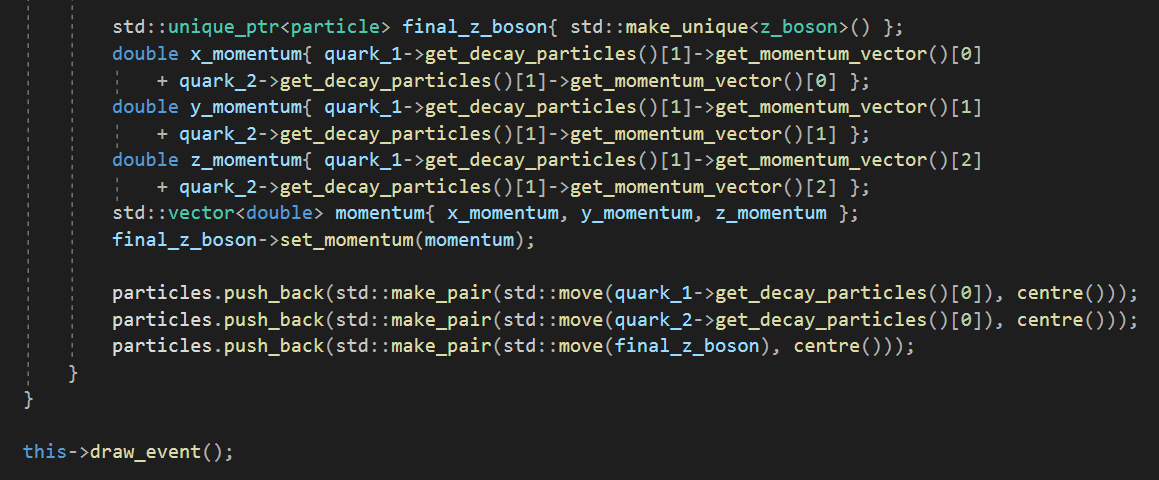 std::unique_ptr<particle> final_z_boson{ std::make_unique<z_boson>() };
double x_momentum{ quark_1->get_decay_particles()[1]->get_momentum_vector()[0]
+ quark_2->get_decay_particles()[1]->get_momentum_vector()[0] };
double y_momentum{ quark_1->get_decay_particles()[1]->get_momentum_vector()[1]
+ quark_2->get_decay_particles()[1]->get_momentum_vector()[1] };
double z_momentum{ quark_1->get_decay_particles()[1]->get_momentum_vector()[2]
+ quark_2->get_decay_particles()[1]->get_momentum_vector()[2] };
std::vector<double> momentum{ x_momentum, y_momentum, z_momentum };
final_z_boson->set_momentum(momentum);
particles.push_back(std::make_pair(std::move(quark_1->get_decay_particles()[0]), centre()));
particles.push_back(std::make_pair(std::move(quark_2->get_decay_particles()[0]), centre()));
particles.push_back(std::make_pair(std::move(final_z_boson), centre()));
}
}
this->draw_event();